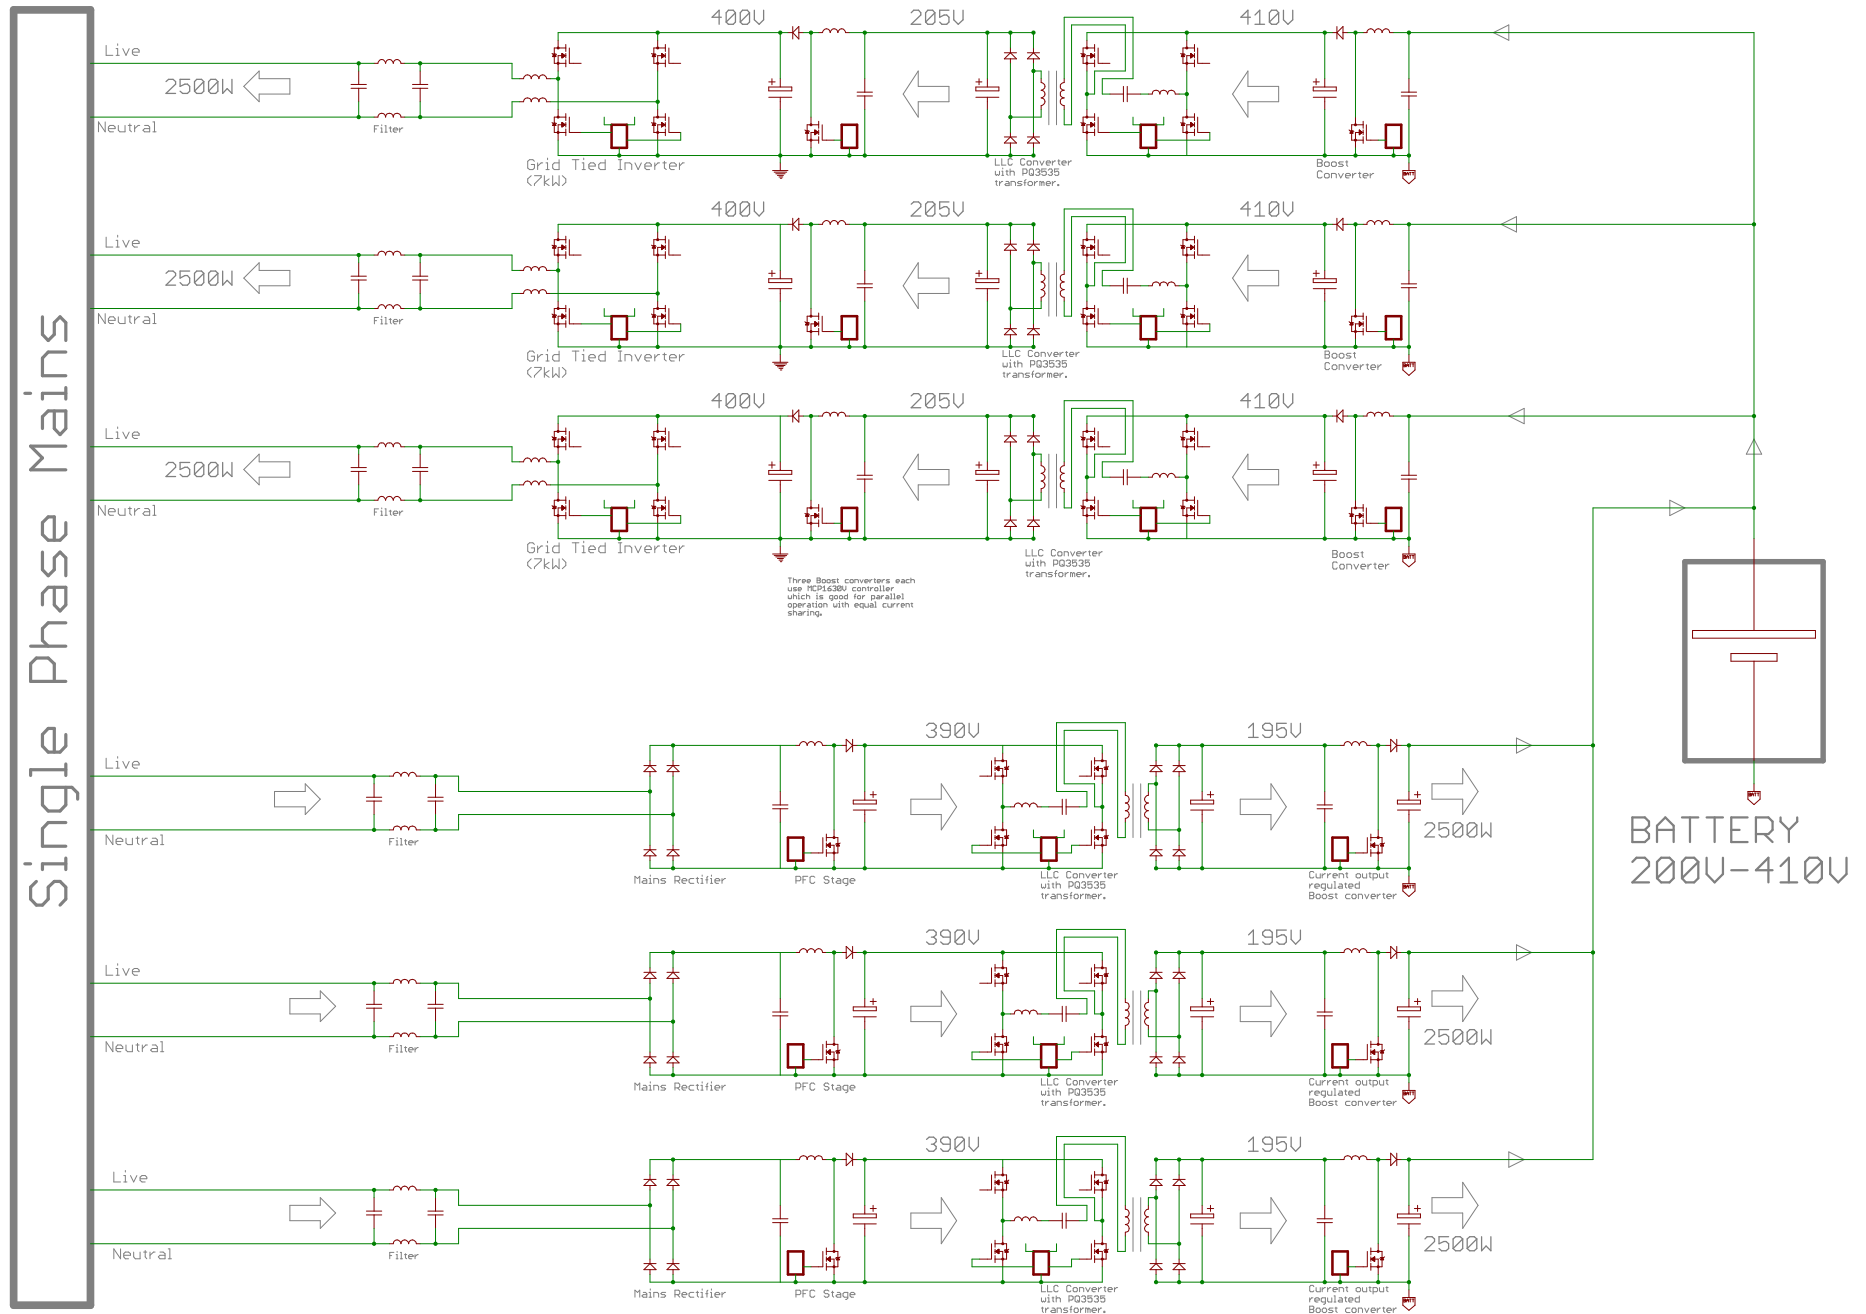 Single Phase Mains
400V
205V
410V
Live
2500W
Neutral
Filter
Grid Tied Inverter
(7kW)
LLC Converter
with PQ3535
transformer.
Boost
Converter
BATT
400V
205V
410V
Live
2500W
Neutral
Filter
Grid Tied Inverter
(7kW)
LLC Converter
with PQ3535
transformer.
Boost
Converter
BATT
400V
205V
410V
Live
2500W
Neutral
Filter
Grid Tied Inverter
(7kW)
LLC Converter
with PQ3535
transformer.
Boost
Converter
BATT
Three Boost converters each
use MCP1630V controller
which is good for parallel
operation with equal current
sharing.
390V
195V
Live
2500W
Neutral
Filter
Mains Rectifier
PFC Stage
LLC Converter
with PQ3535
transformer.
Current output
regulated
Boost converter
BATT
BATT
BATTERY
200V-410V
390V
195V
Live
2500W
Neutral
Filter
Mains Rectifier
PFC Stage
LLC Converter
with PQ3535
transformer.
Current output
regulated
Boost converter
BATT
390V
195V
Live
2500W
Neutral
Filter
Mains Rectifier
PFC Stage
LLC Converter
with PQ3535
transformer.
Current output
regulated
Boost converter
BATT